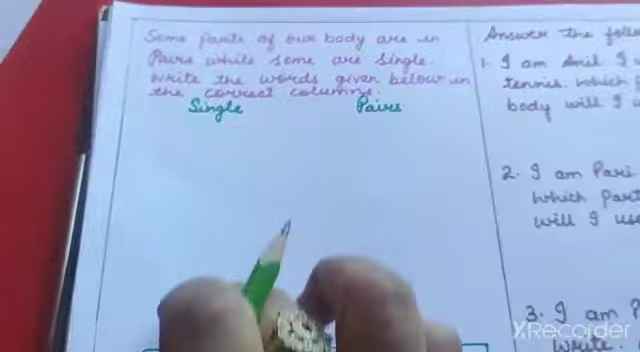 Some parts of our body are in
Pairs while some are single.
Write the words given below in
the correct columns.
Single Pairs
Answer the
1. I am Anil I
tennis. which
body will I
2. I am Pari
which part
will I use
3. I am
write.
XRecorder